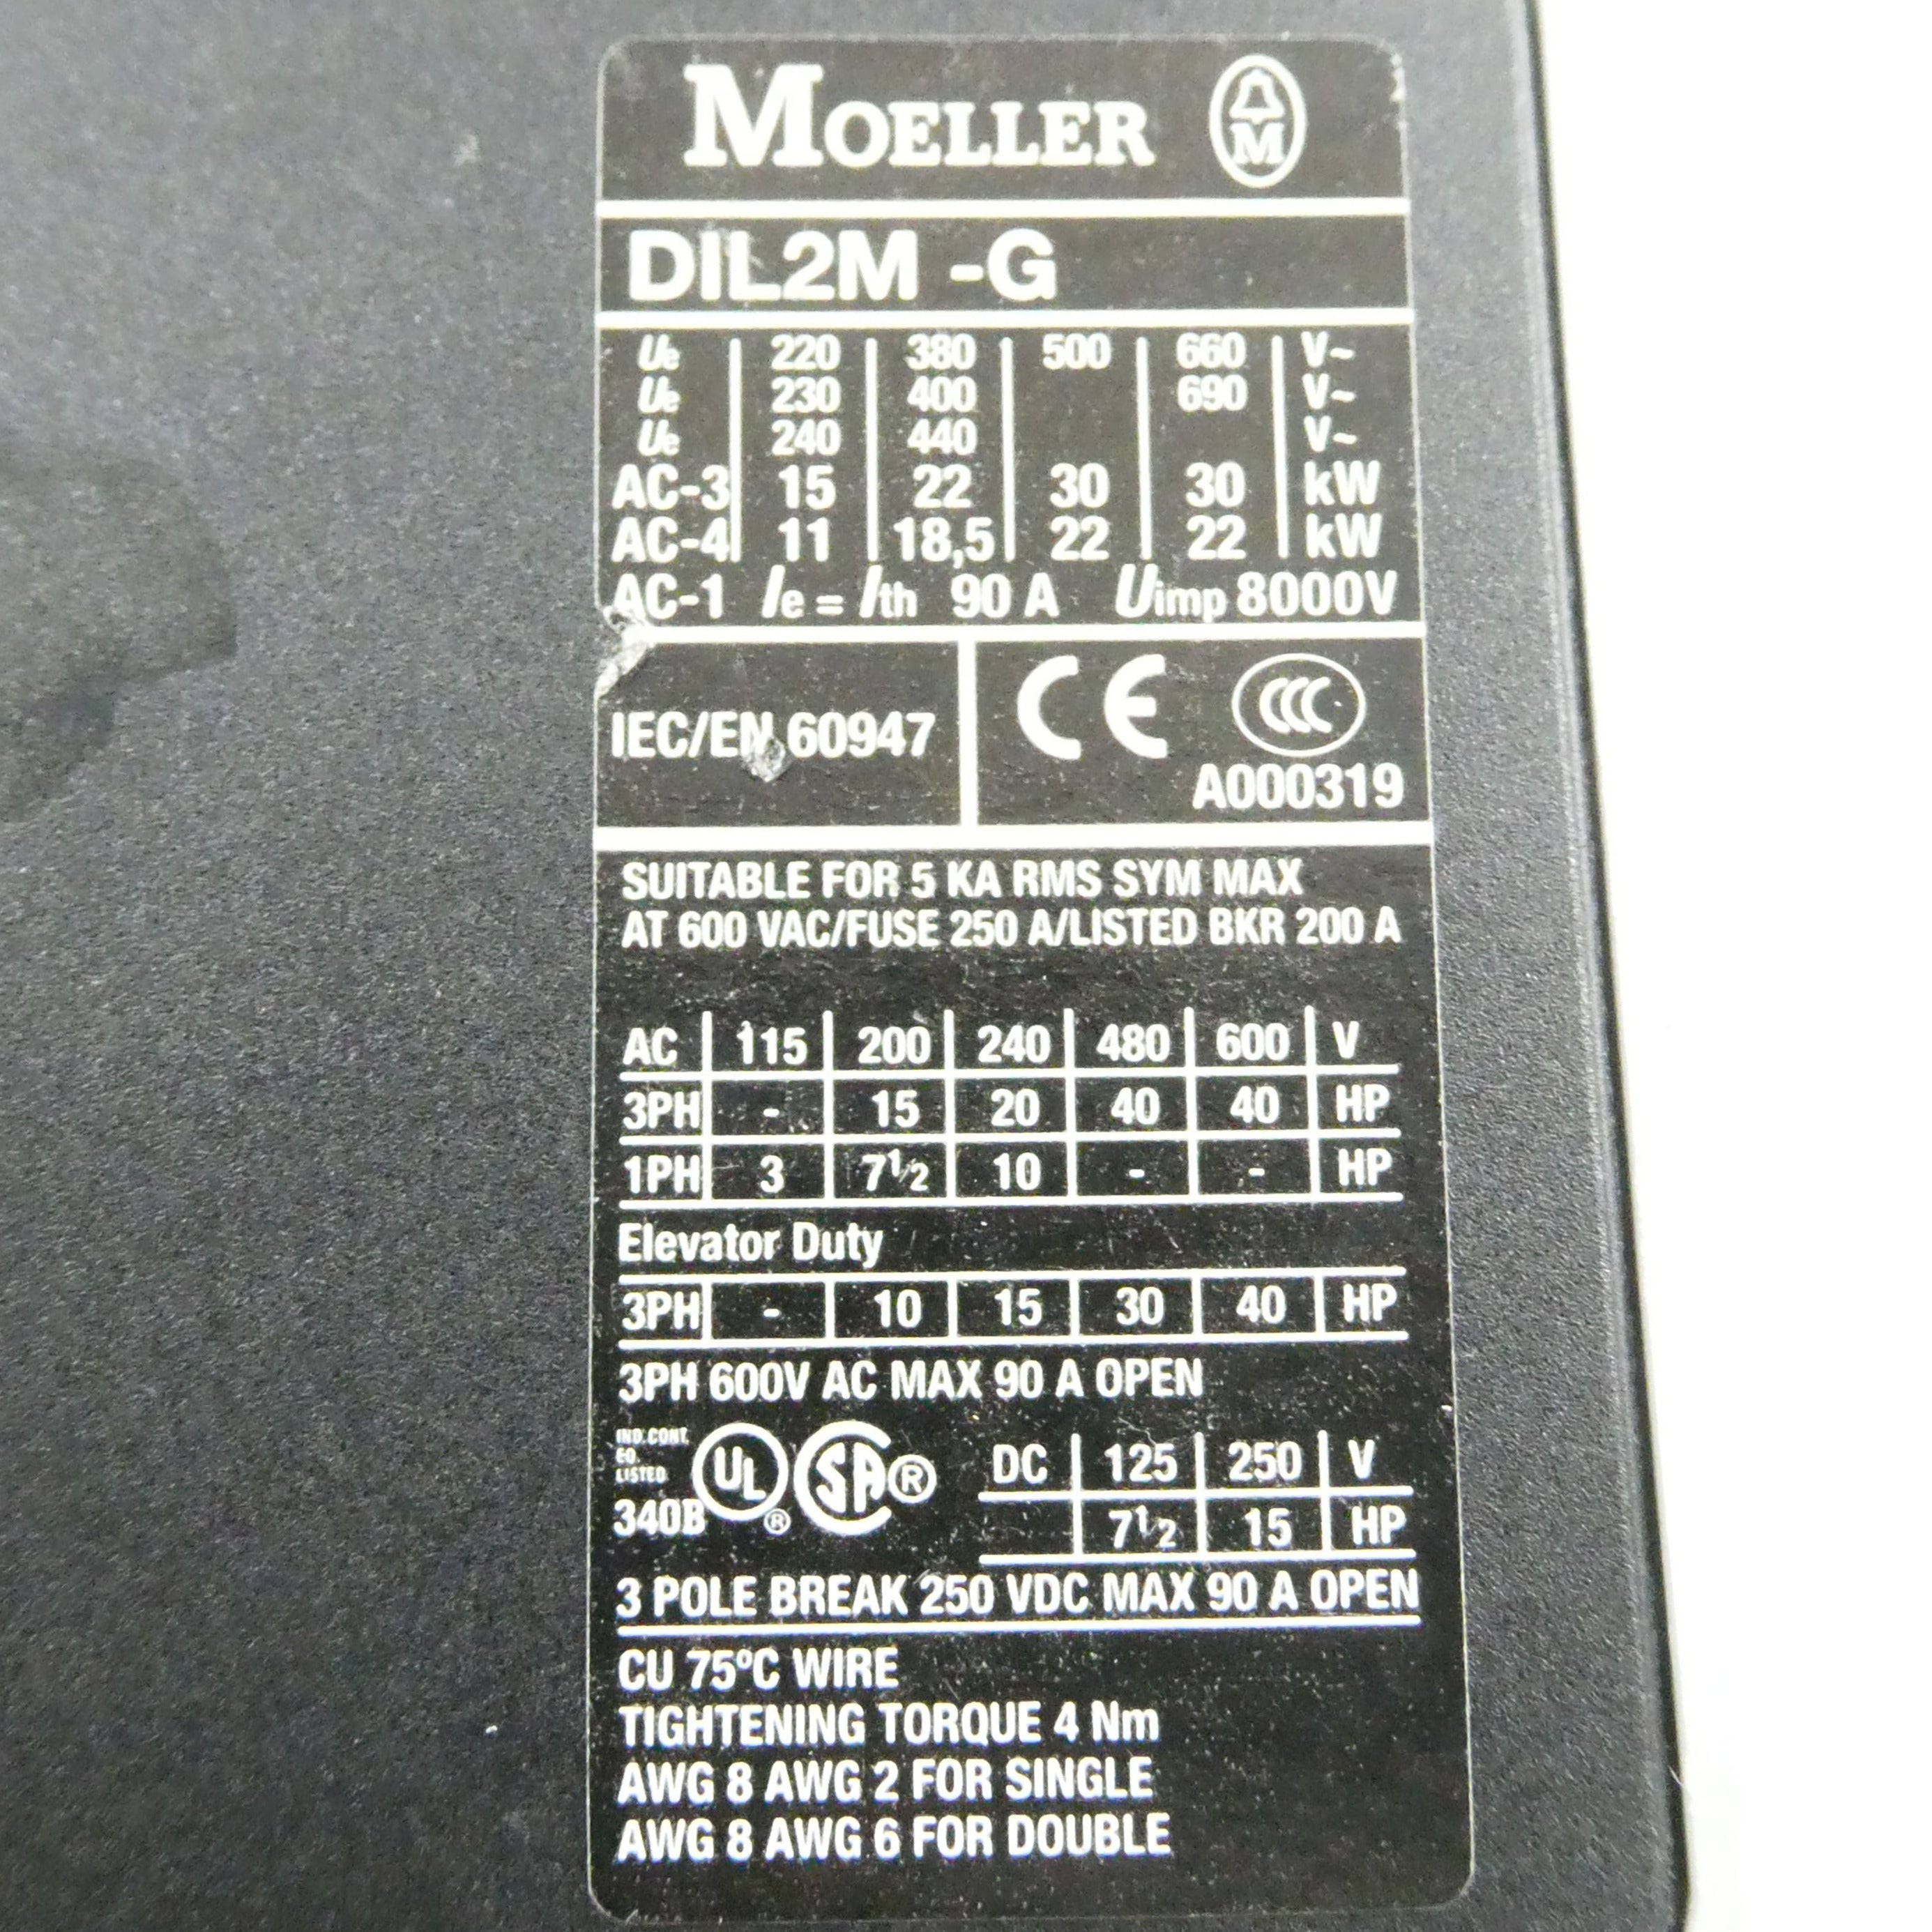 MOELLER M
DIL2M -G
Ue 220 380 500 660 V~
Ue 230 400 690 V~
Ue 240 440 V~
AC-3 15 22 30 30 kW
AC-4 11 18,5 22 22 kW
AC-1 Ie = Ith 90 A Uimp 8000V
IEC/EN 60947
CE CCC
A000319
SUITABLE FOR 5 KA RMS SYM MAX
AT 600 VAC/FUSE 250 A/LISTED BKR 200 A
AC 115 200 240 480 600 V
3PH - 15 20 40 40 HP
1PH 3 7½ 10 - - HP
Elevator Duty
3PH - 10 15 30 40 HP
3PH 600V AC MAX 90 A OPEN
IND.CONT.
EQ.
LISTED
340B UL® SA®
DC 125 250 V
7½ 15 HP
3 POLE BREAK 250 VDC MAX 90 A OPEN
CU 75ºC WIRE
TIGHTENING TORQUE 4 Nm
AWG 8 AWG 2 FOR SINGLE
AWG 8 AWG 6 FOR DOUBLE